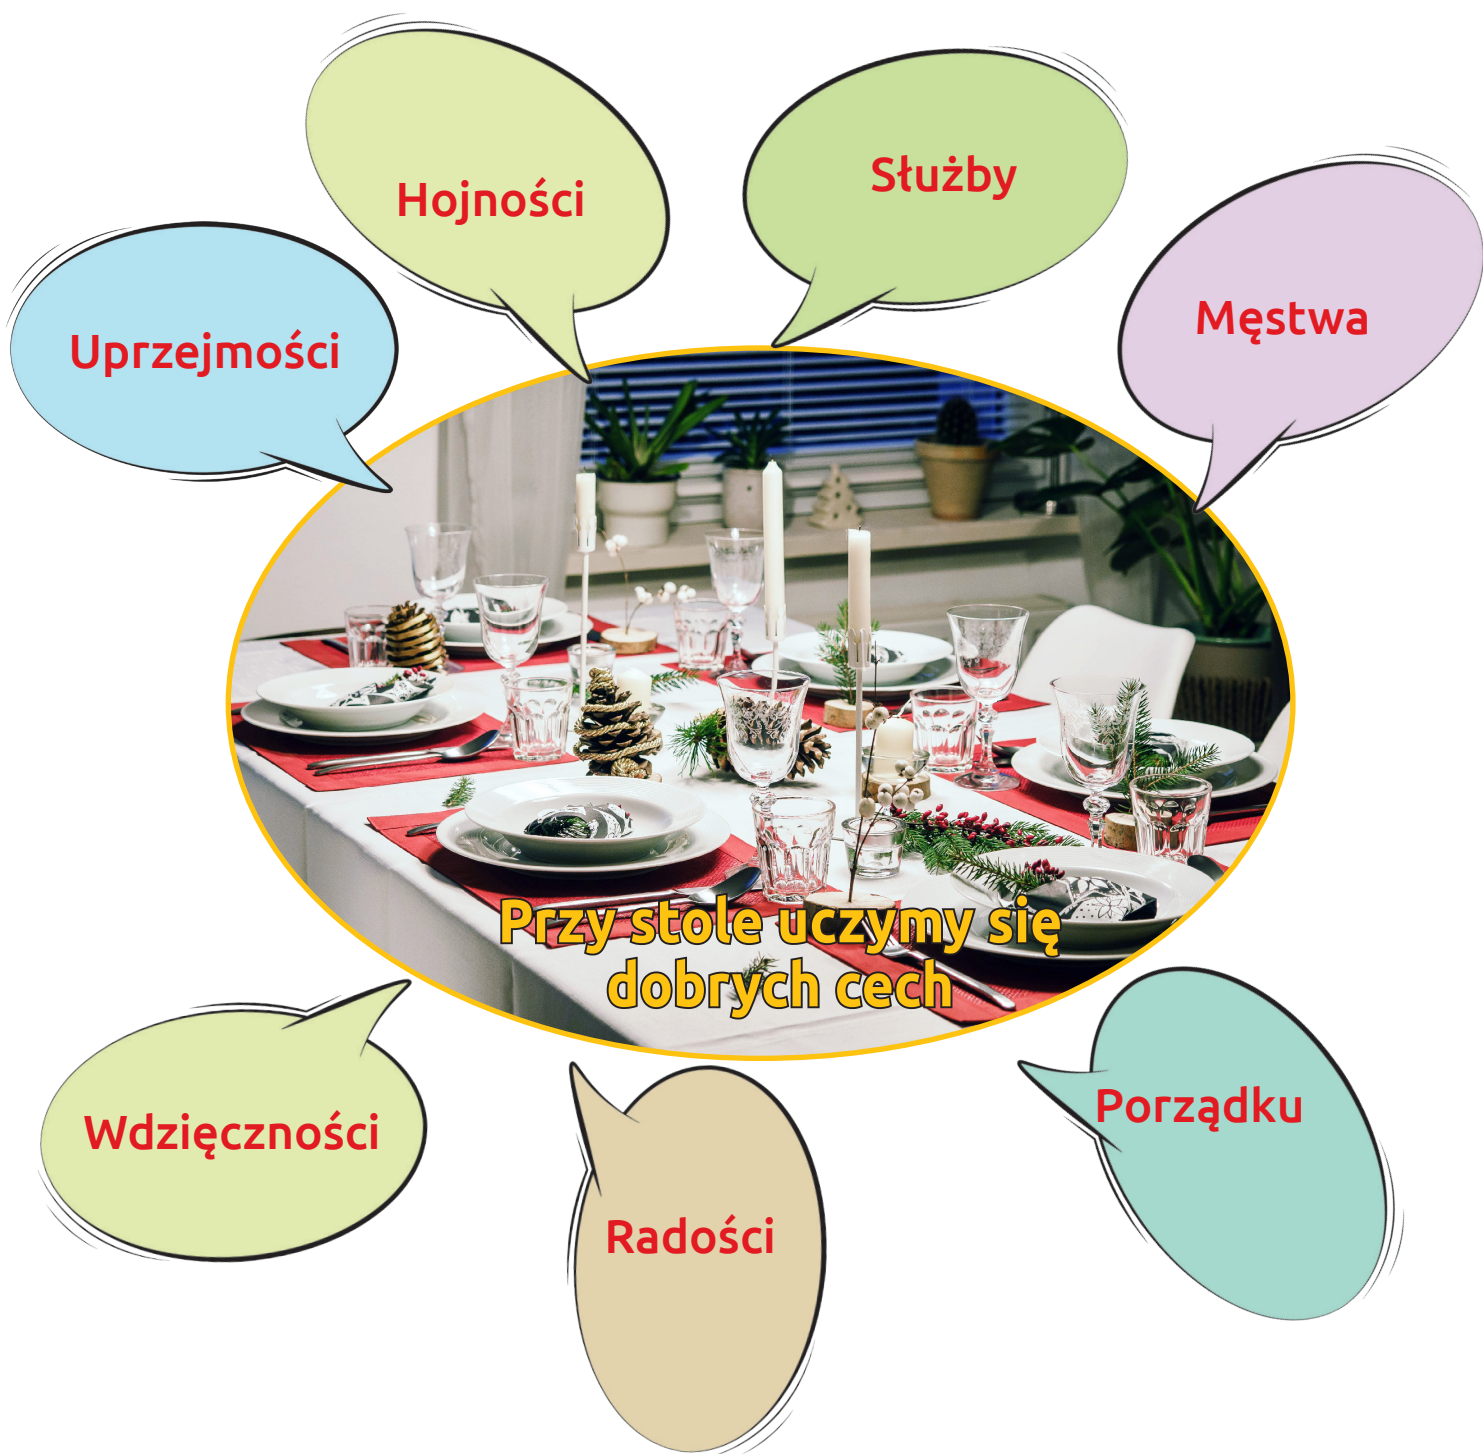 Hojności
Służby
Uprzejmości
Męstwa
Przy stole uczymy się
dobrych cech
Wdzięczności
Radości
Porządku